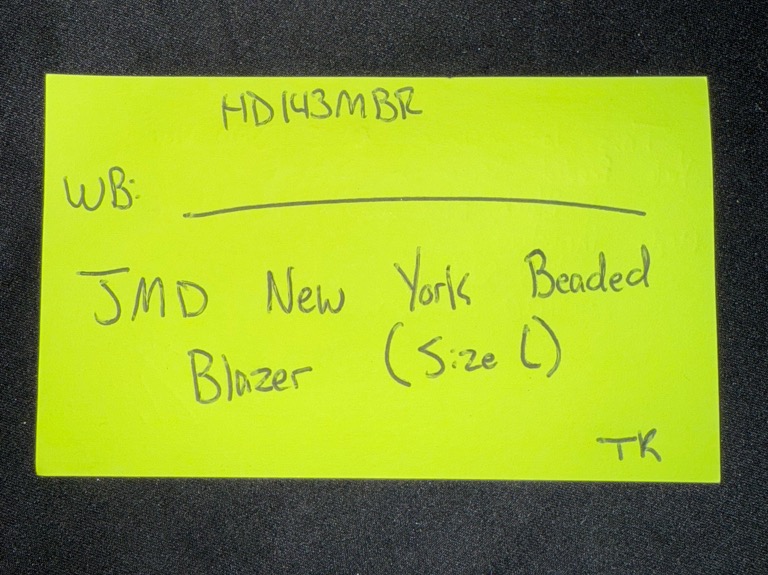 HD143MBR
WB:
JMD New York Beaded
Blazer (Size L)
TK